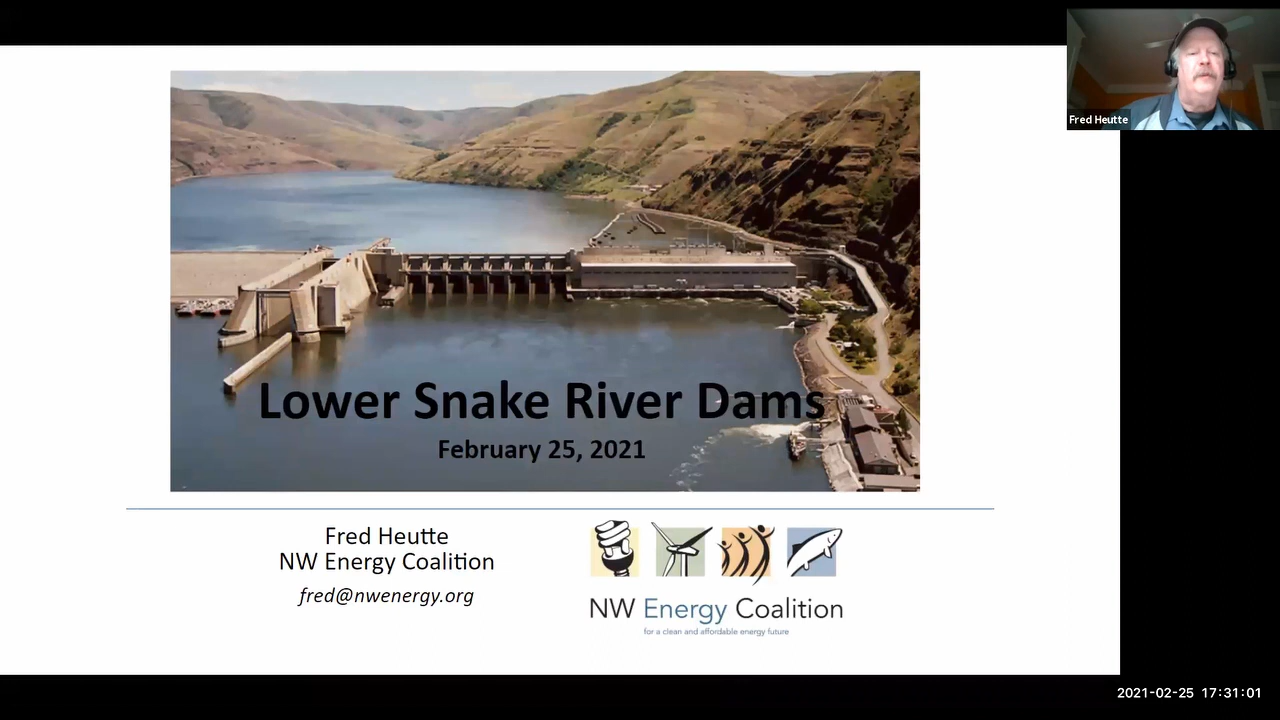 Fred Heutte
Lower Snake River Dams
February 25, 2021
Fred Heutte
NW Energy Coalition
fred@nwenergy.org
NW Energy Coalition
for a clean and affordable energy future
2021-02-25 17:31:01